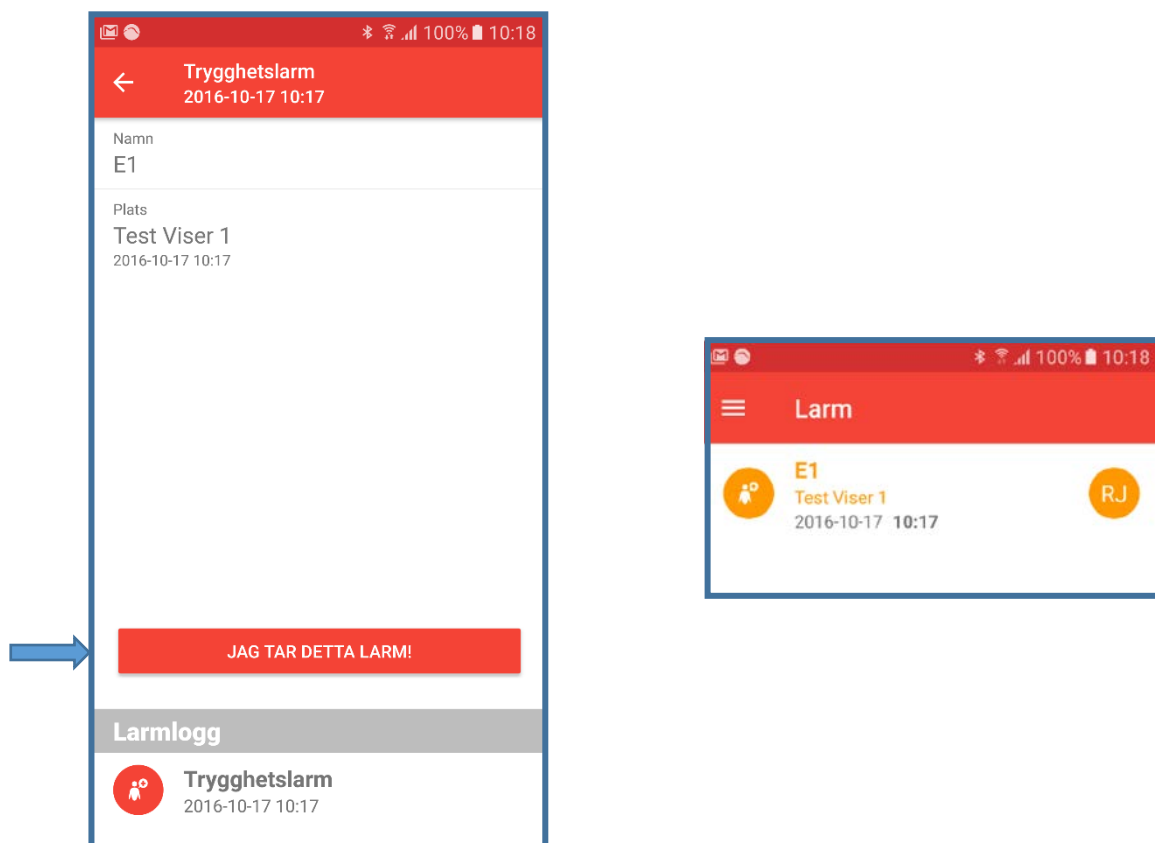 100% 10:18
Trygghetslarm
2016-10-17 10:17
Namn
E1
Plats
Test Viser 1
2016-10-17 10:17
JAG TAR DETTA LARM!
Larmlogg
Trygghetslarm
2016-10-17 10:17
100% 10:18
Larm
E1
Test Viser 1
RJ
2016-10-17 10:17